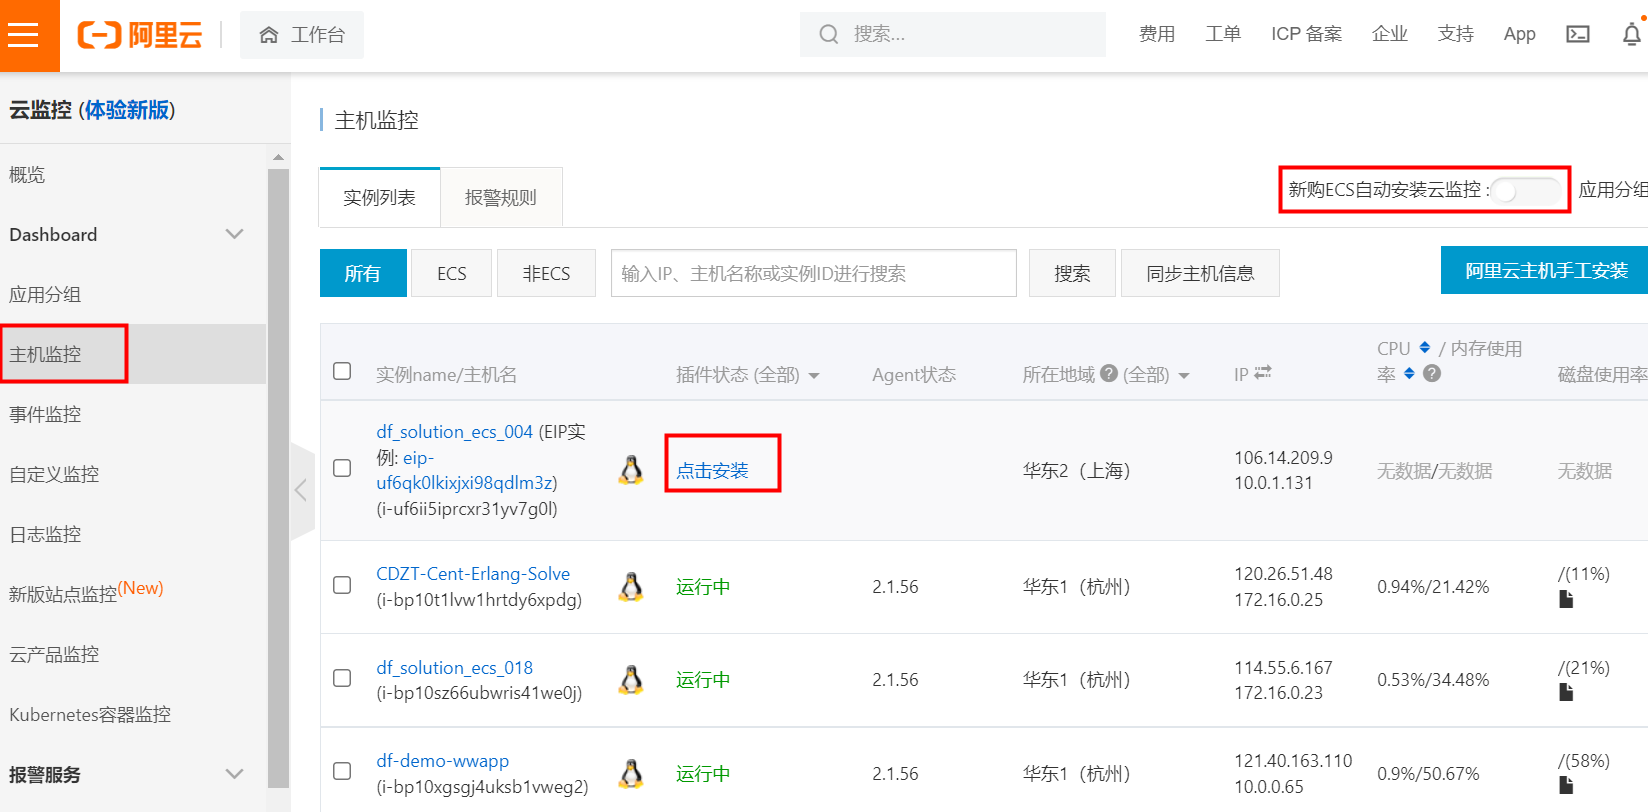 阿里云
工作台
搜索...
费用
工单
ICP 备案
企业
支持
App
云监控 (体验新版)
概览
Dashboard
应用分组
主机监控
事件监控
自定义监控
日志监控
新版站点监控(New)
云产品监控
Kubernetes容器监控
报警服务
主机监控
实例列表
报警规则
新购ECS自动安装云监控 :
应用分组
所有
ECS
非ECS
输入IP、主机名称或实例ID进行搜索
搜索
同步主机信息
阿里云主机手工安装
实例name/主机名
插件状态 (全部)
Agent状态
所在地域 (全部)
IP
CPU / 内存使用
率
磁盘使用率
df_solution_ecs_004 (EIP实
例: eip-
uf6qk0lkixjxi98qdlm3z)
(i-uf6ii5iprcxr31yv7g0l)
点击安装
华东2（上海）
106.14.209.9
10.0.1.131
无数据/无数据
无数据
CDZT-Cent-Erlang-Solve
(i-bp10t1lvw1hrtdy6xpdg)
运行中
2.1.56
华东1（杭州）
120.26.51.48
172.16.0.25
0.94%/21.42%
/(11%)
df_solution_ecs_018
(i-bp10sz66ubwris41we0j)
运行中
2.1.56
华东1（杭州）
114.55.6.167
172.16.0.23
0.53%/34.48%
/(21%)
df-demo-wwapp
(i-bp10xgsgj4uksb1vweg2)
运行中
2.1.56
华东1（杭州）
121.40.163.110
10.0.0.65
0.9%/50.67%
/(58%)